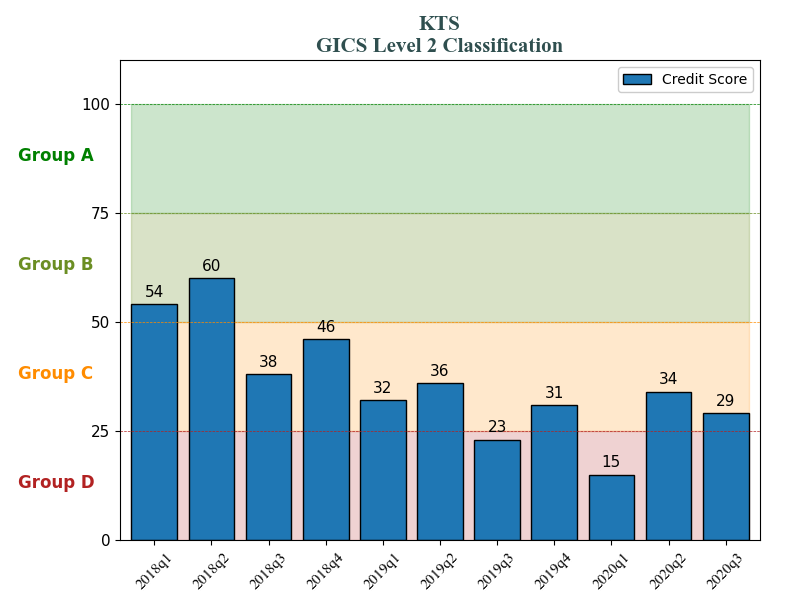 KTS
GICS Level 2 Classification
Credit Score
100
Group A
75
Group B
60
54
50
46
38
Group C
36
34
32
31
29
25
23
15
Group D
0
2018q1 2018q2 2018q3 2018q4 2019q1 2019q2 2019q3 2019q4 2020q1 2020q2 2020q3